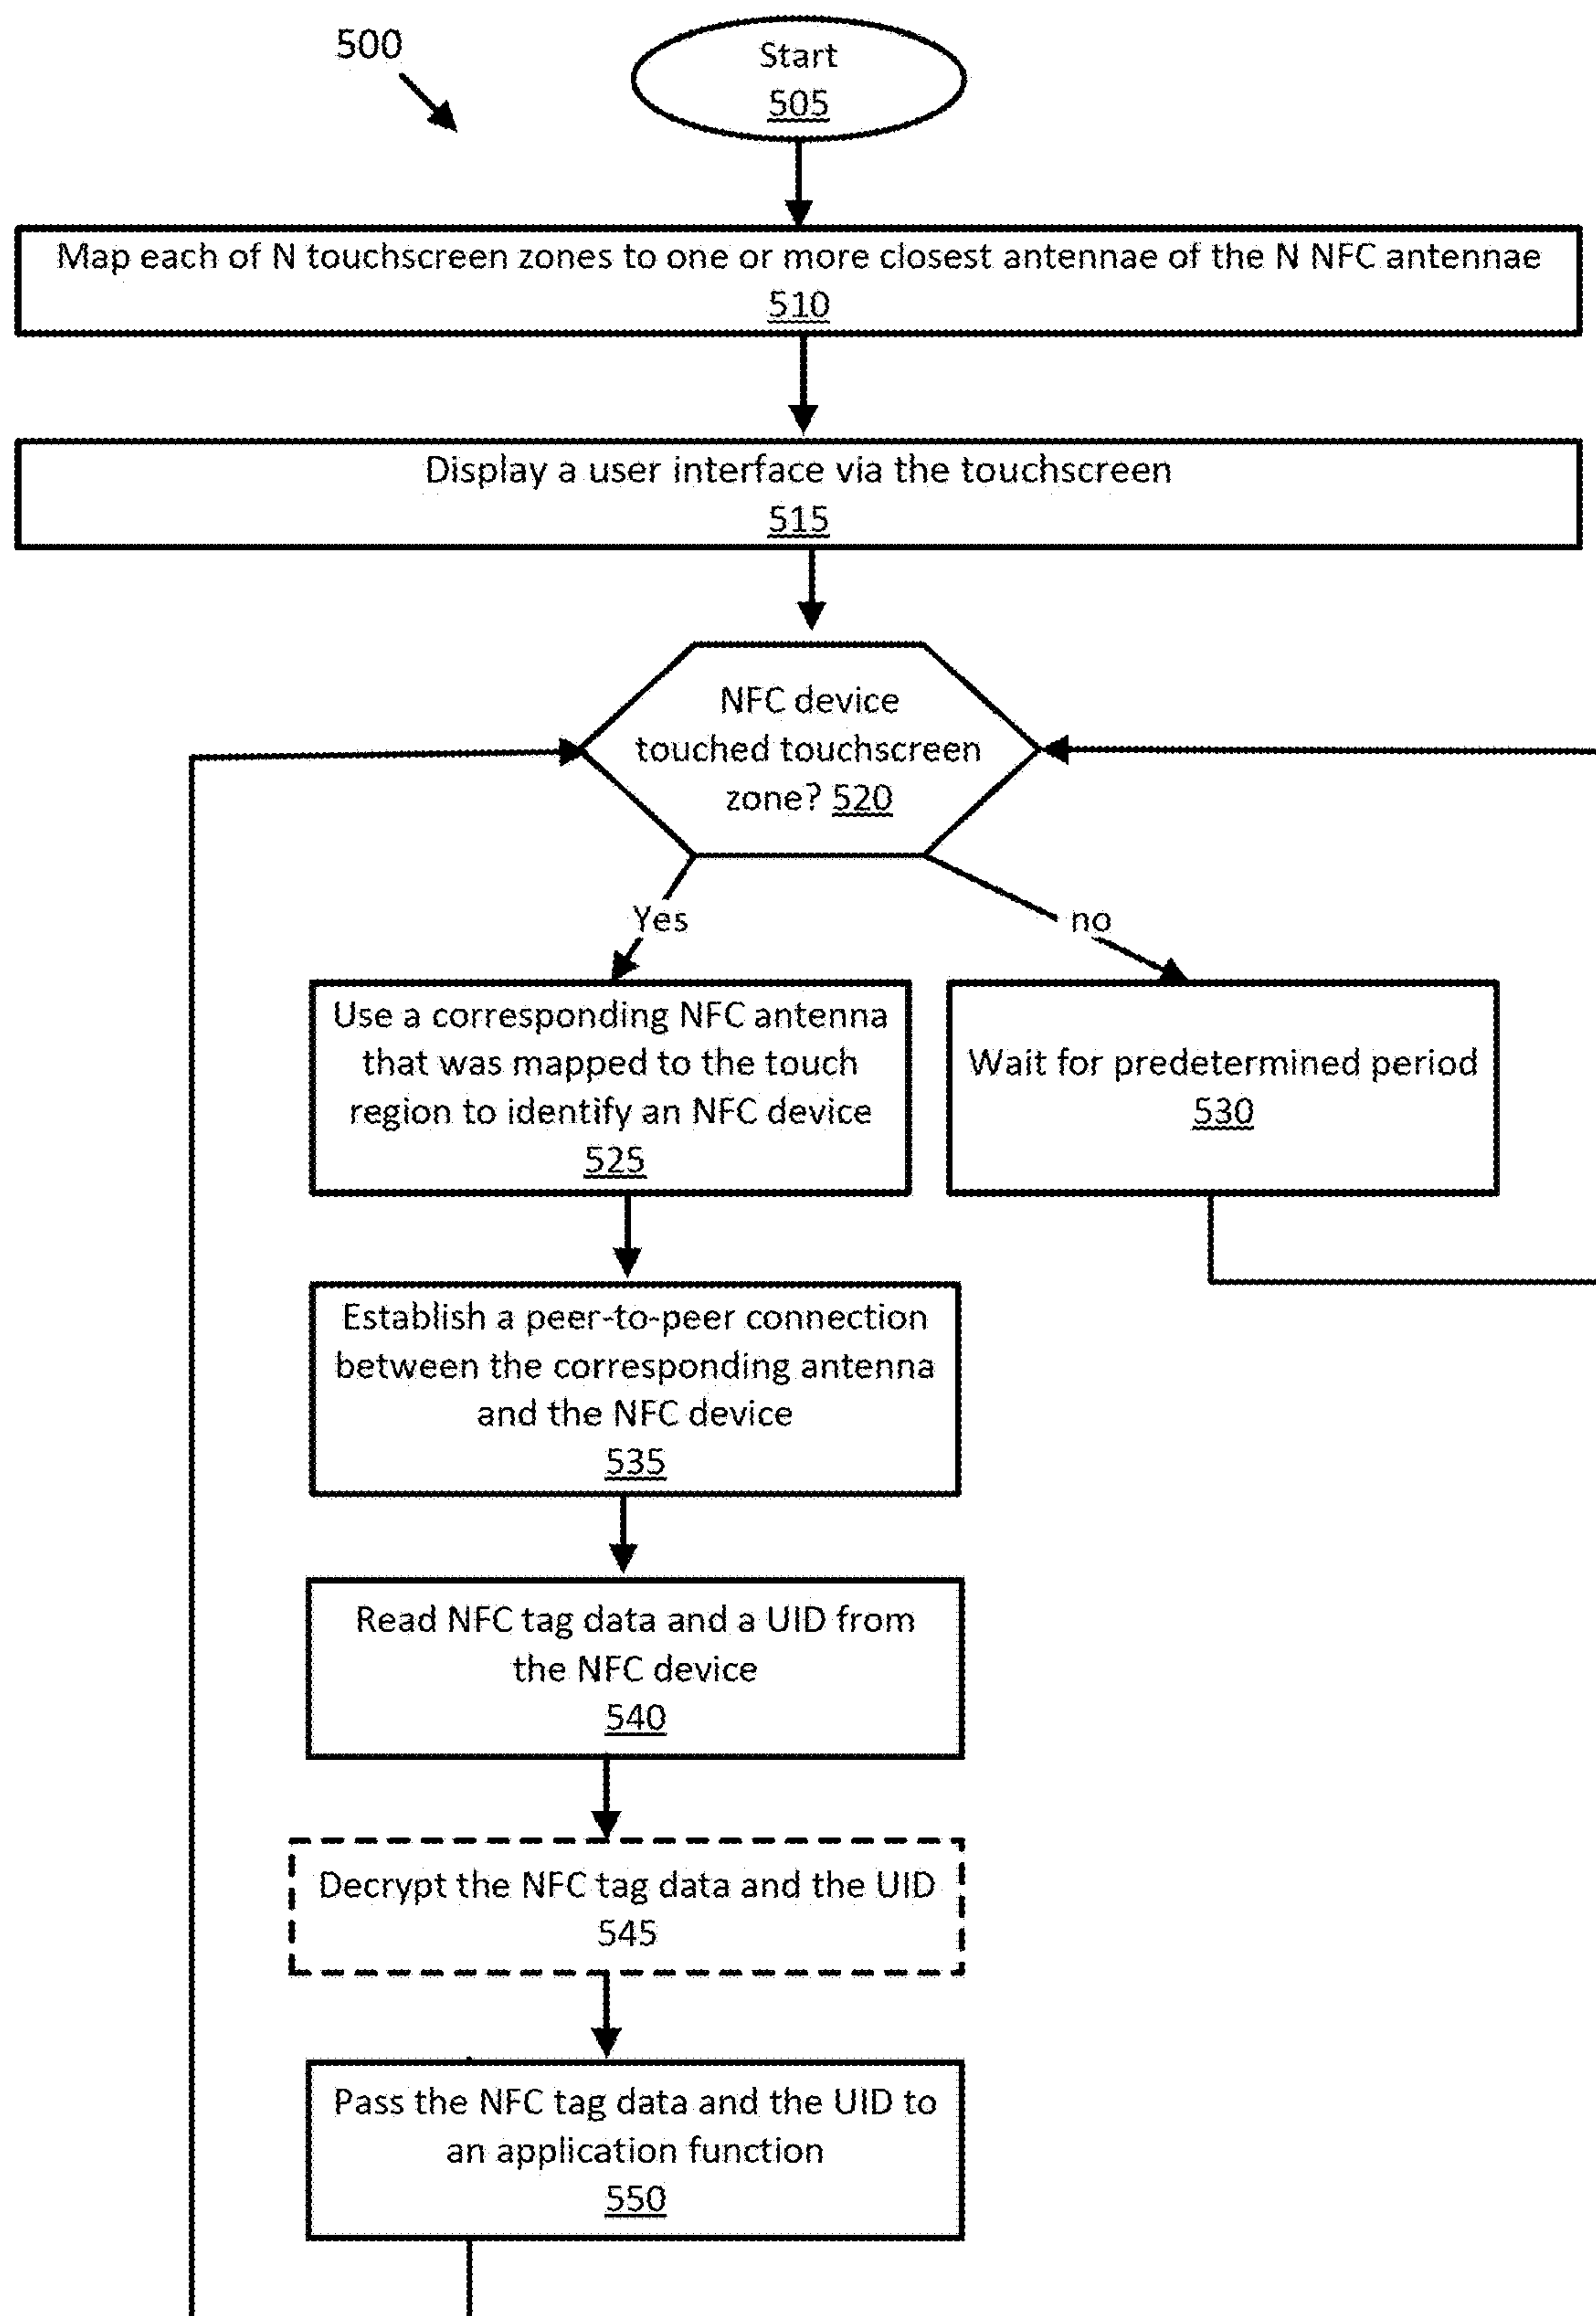 500
Start
505
Map each of N touchscreen zones to one or more closest antennae of the N NFC antennae
510
Display a user interface via the touchscreen
515
NFC device
touched touchscreen
zone? 520
Yes
no
Use a corresponding NFC antenna
that was mapped to the touch
region to identify an NFC device
525
Wait for predetermined period
530
Establish a peer-to-peer connection
between the corresponding antenna
and the NFC device
535
Read NFC tag data and a UID from
the NFC device
540
Decrypt the NFC tag data and the UID
545
Pass the NFC tag data and the UID to
an application function
550